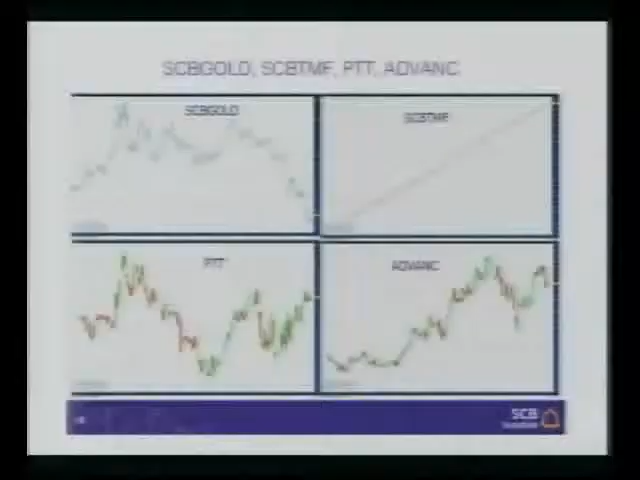 SCBGOLD, SCBTMF, PTT, ADVANC
SCBGOLD
SCBTMF
PTT
ADVANC
SCB